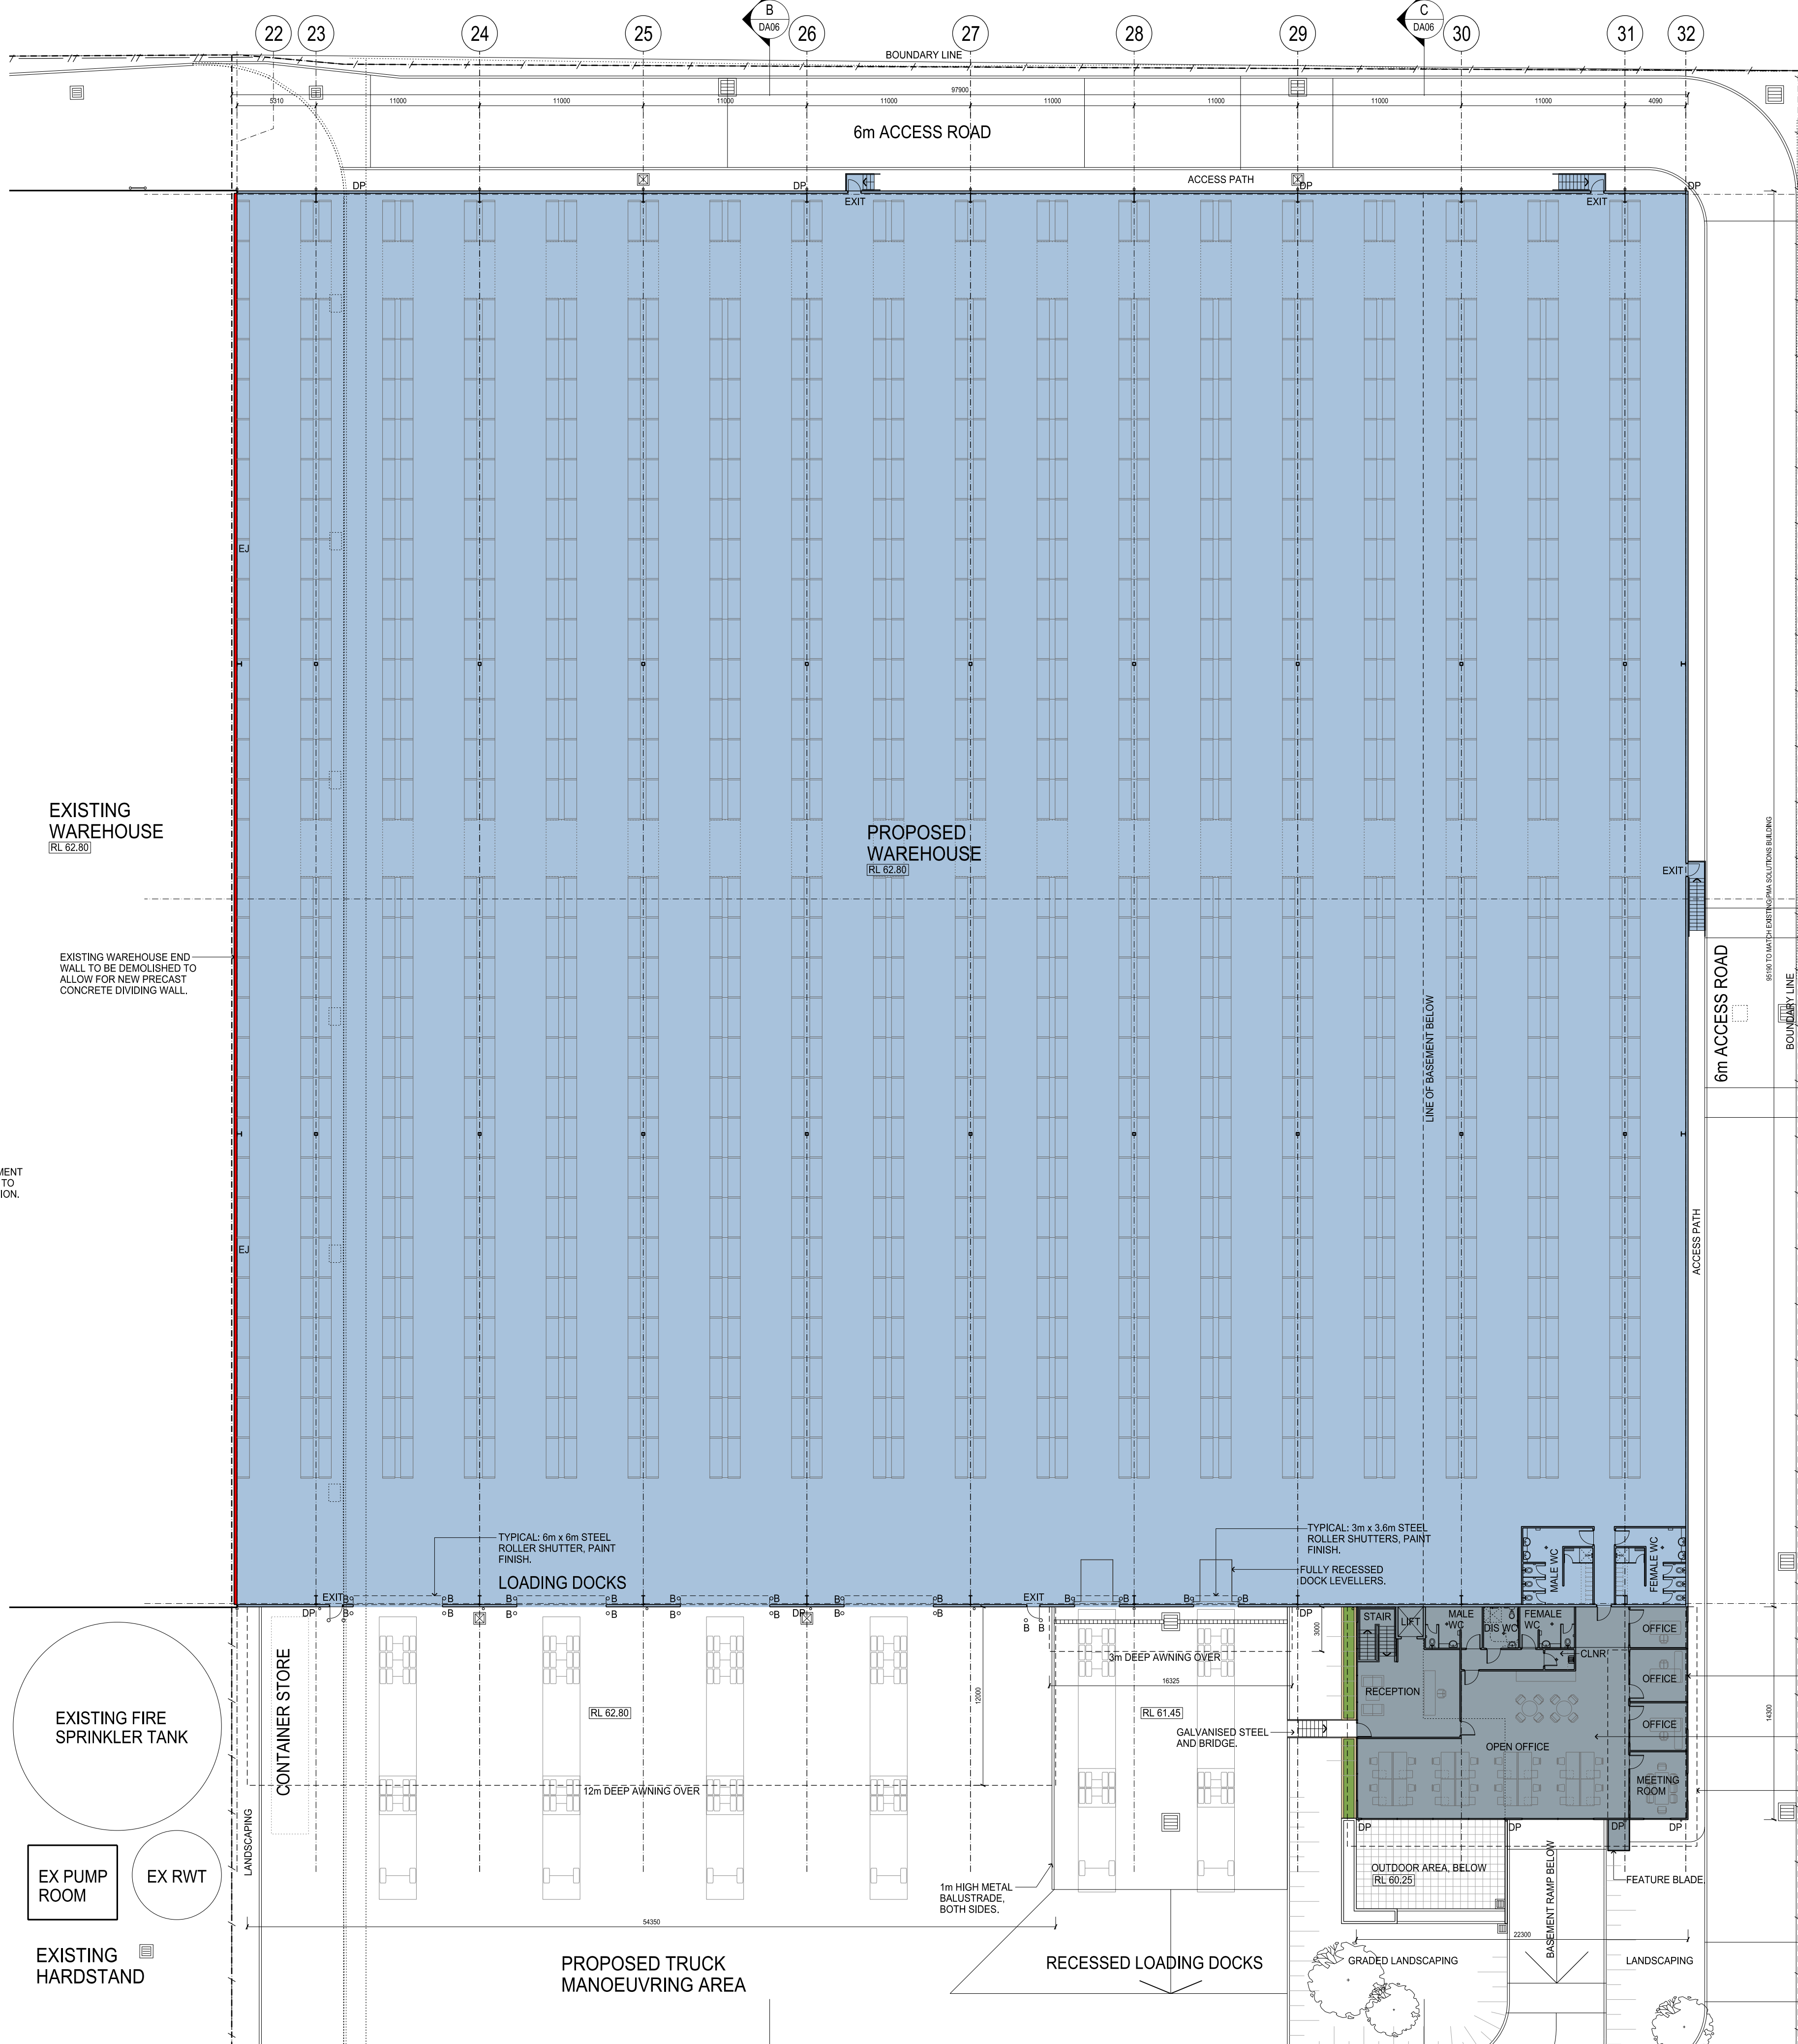 B
DA06
C
DA06
22
23
24
25
26
27
28
29
30
31
32
BOUNDARY LINE
97900
5310
11000
11000
11000
11000
11000
11000
11000
11000
4090
6m ACCESS ROAD
ACCESS PATH
DP
DP
DP
DP
EXIT
EXIT
EJ
EXISTING
WAREHOUSE
RL 62.80
PROPOSED
WAREHOUSE
RL 62.80
EXIT
95190 TO MATCH EXISTING PMA SOLUTIONS BUILDING
EXISTING WAREHOUSE END
WALL TO BE DEMOLISHED TO
ALLOW FOR NEW PRECAST
CONCRETE DIVIDING WALL.
6m ACCESS ROAD
BOUNDARY LINE
LINE OF BASEMENT BELOW
MENT
TO
ION.
ACCESS PATH
EJ
TYPICAL: 6m x 6m STEEL
ROLLER SHUTTER, PAINT
FINISH.
TYPICAL: 3m x 3.6m STEEL
ROLLER SHUTTERS, PAINT
FINISH.
FULLY RECESSED
DOCK LEVELLERS.
LOADING DOCKS
MALE WC
FEMALE WC
EXIT
B
B
B
B
B
B
B
B
EXIT
B
B
B
B
DP
B
B
B
B
B
B
DP
B
B
B
B
DP
STAIR
LIFT
MALE
WC
DIS WC
FEMALE
WC
OFFICE
3000
CLNR
3m DEEP AWNING OVER
16325
12000
CONTAINER STORE
OFFICE
RECEPTION
RL 62.80
RL 61.45
EXISTING FIRE
SPRINKLER TANK
GALVANISED STEEL
AND BRIDGE.
OFFICE
14300
OPEN OFFICE
MEETING
ROOM
12m DEEP AWNING OVER
LANDSCAPING
DP
DP
DP
DP
EX PUMP
ROOM
EX RWT
OUTDOOR AREA, BELOW
RL 60.25
BASEMENT RAMP BELOW
FEATURE BLADE.
1m HIGH METAL
BALUSTRADE,
BOTH SIDES.
54350
22300
EXISTING
HARDSTAND
PROPOSED TRUCK
MANOEUVRING AREA
RECESSED LOADING DOCKS
GRADED LANDSCAPING
LANDSCAPING